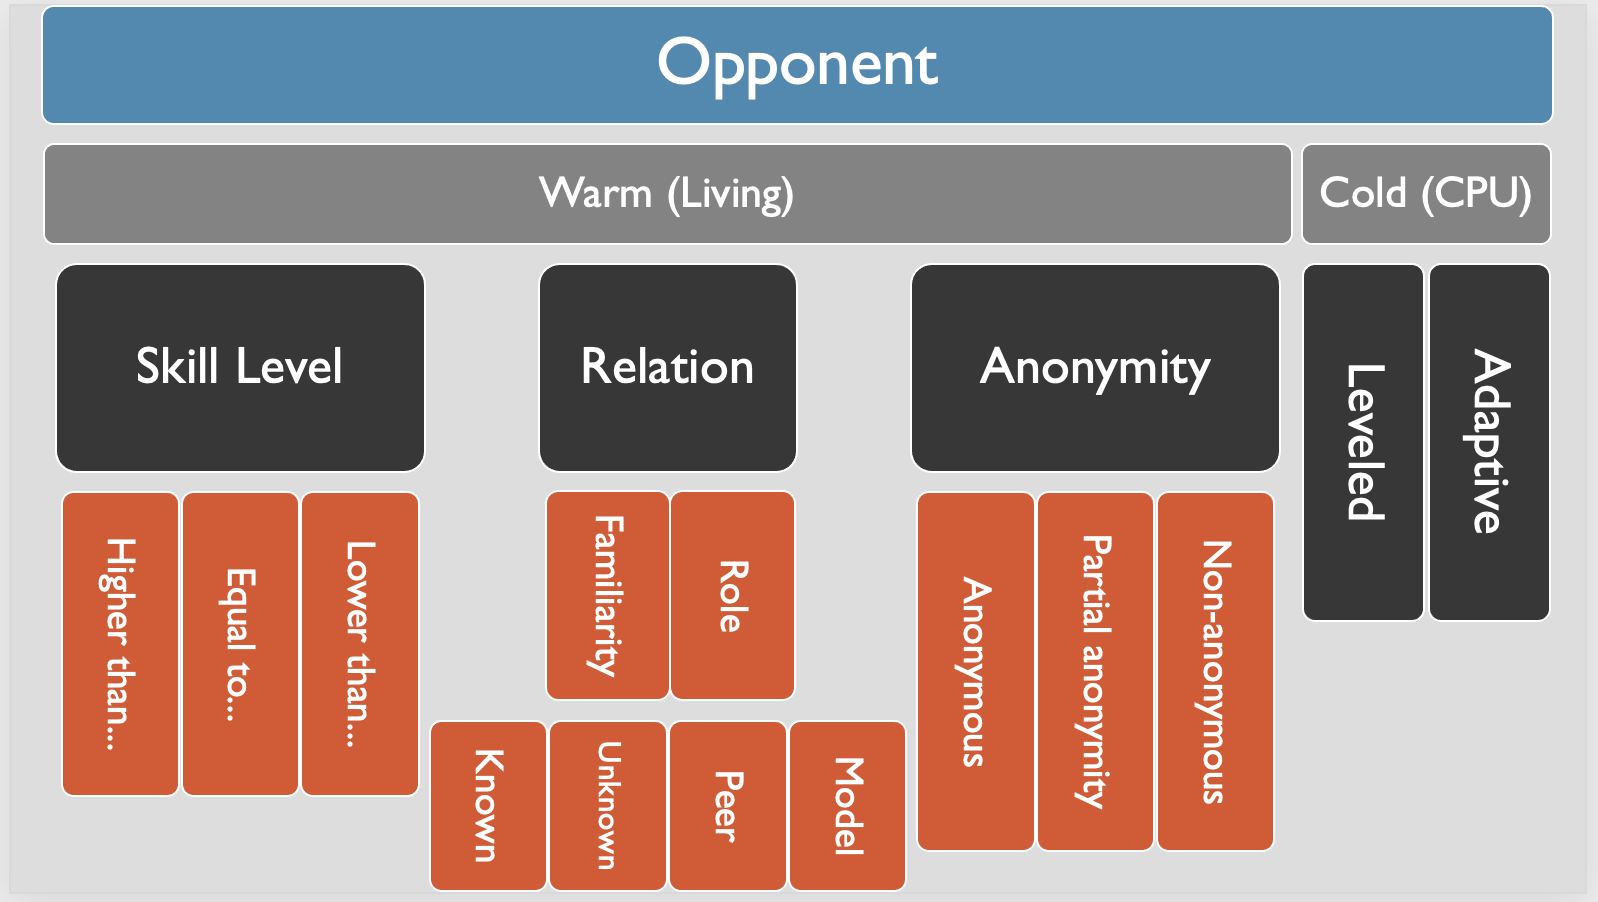 Opponent
Warm (Living)
Cold (CPU)
Skill Level
Relation
Anonymity
Leveled
Adaptive
Higher than...
Equal to...
Lower than...
Familiarity
Role
Anonymous
Partial anonymity
Non-anonymous
Known
Unknown
Peer
Model